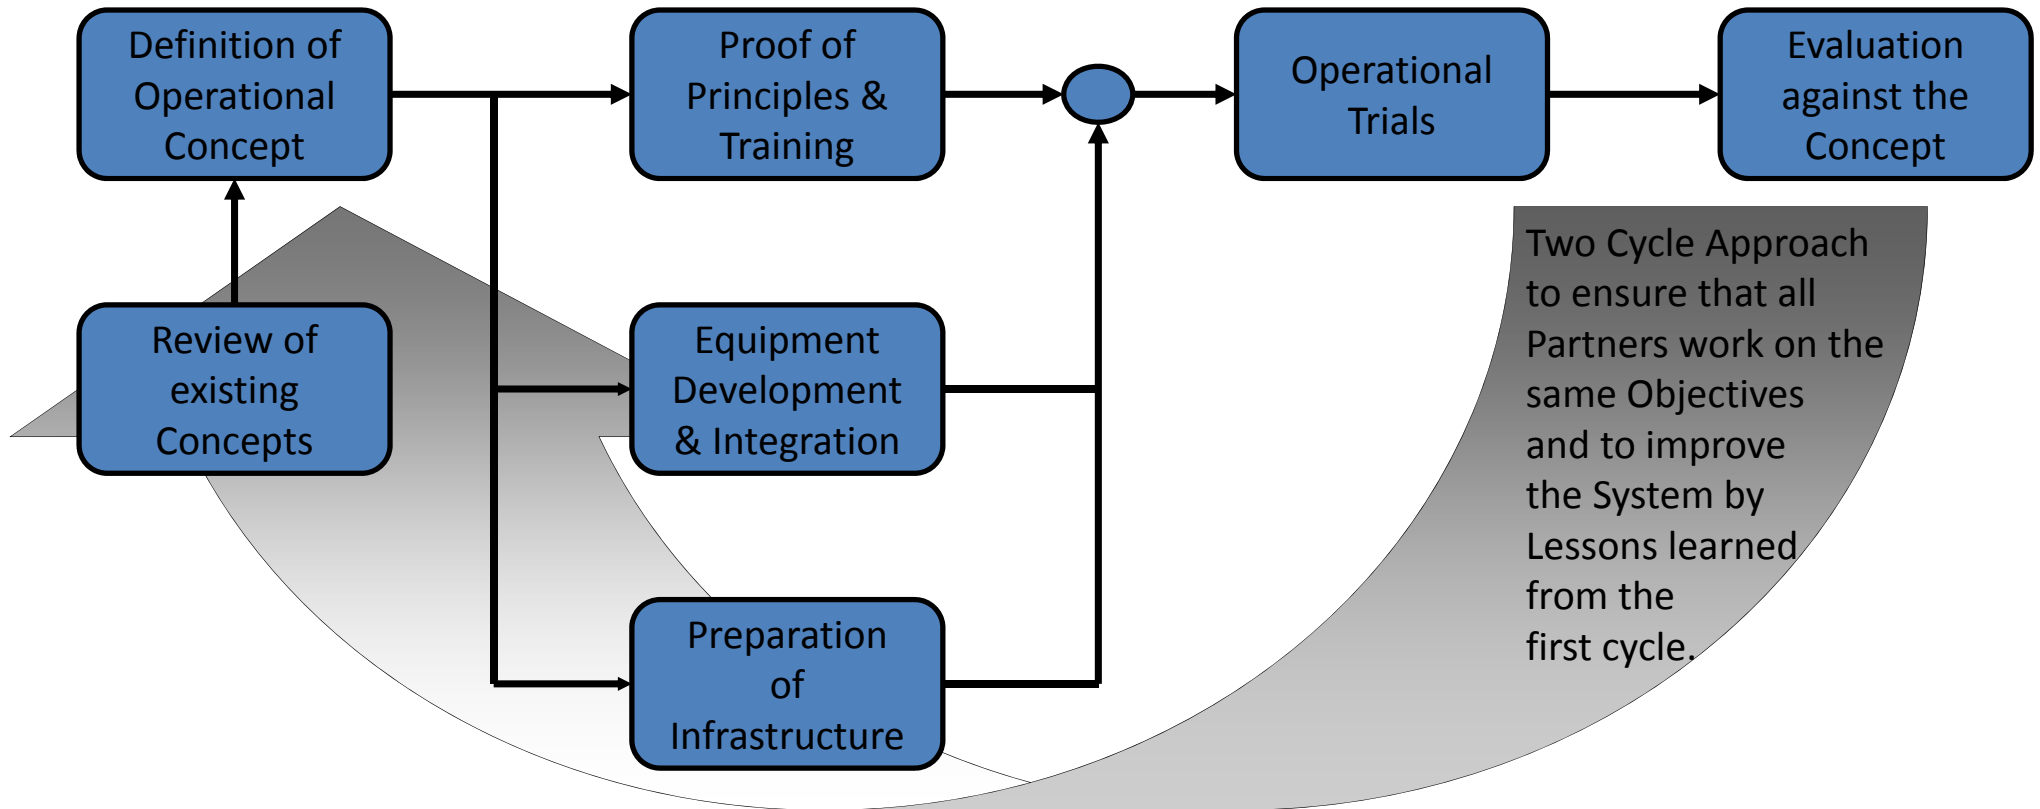 Definition of
Operational
Concept
Proof of
Principles &
Training
Operational
Trials
Evaluation
against the
Concept
Review of
existing
Concepts
Equipment
Development
& Integration
Preparation
of
Infrastructure
Two Cycle Approach
to ensure that all
Partners work on the
same Objectives
and to improve
the System by
Lessons learned
from the
first cycle.